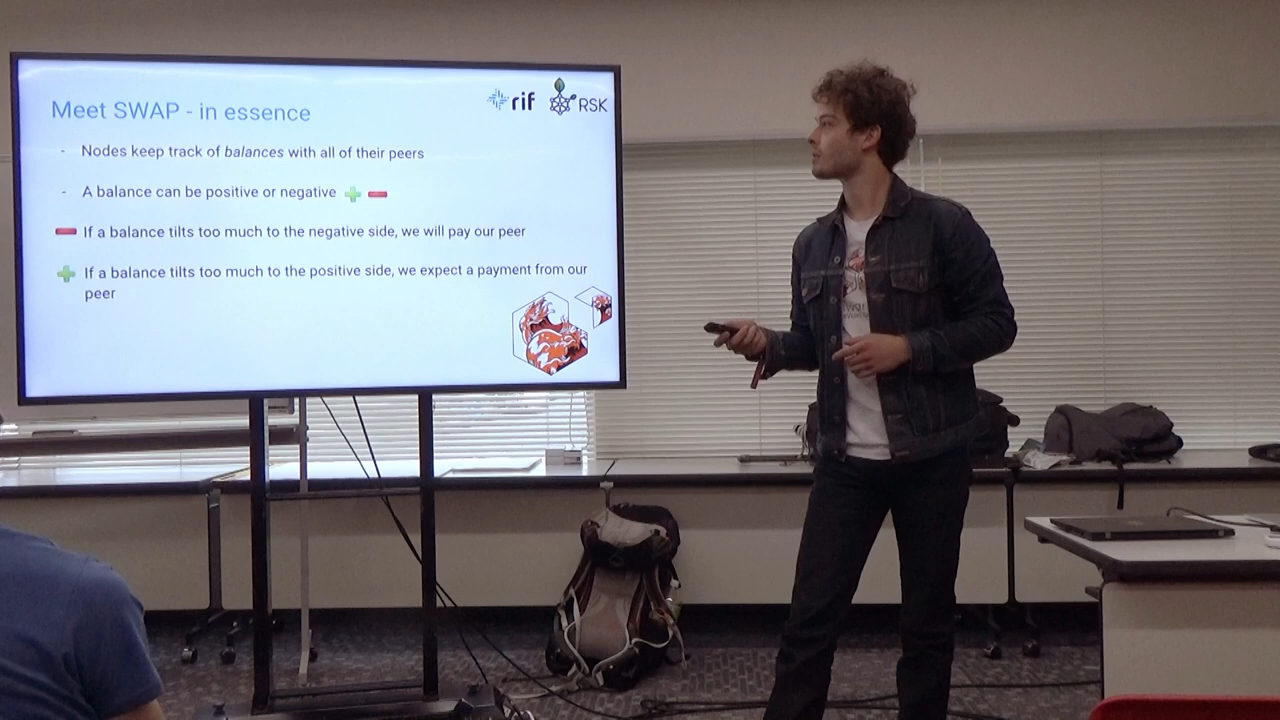 Meet SWAP - in essence
rif
RSK
- Nodes keep track of balances with all of their peers
- A balance can be positive or negative
If a balance tilts too much to the negative side, we will pay our peer
If a balance tilts too much to the positive side, we expect a payment from our
peer